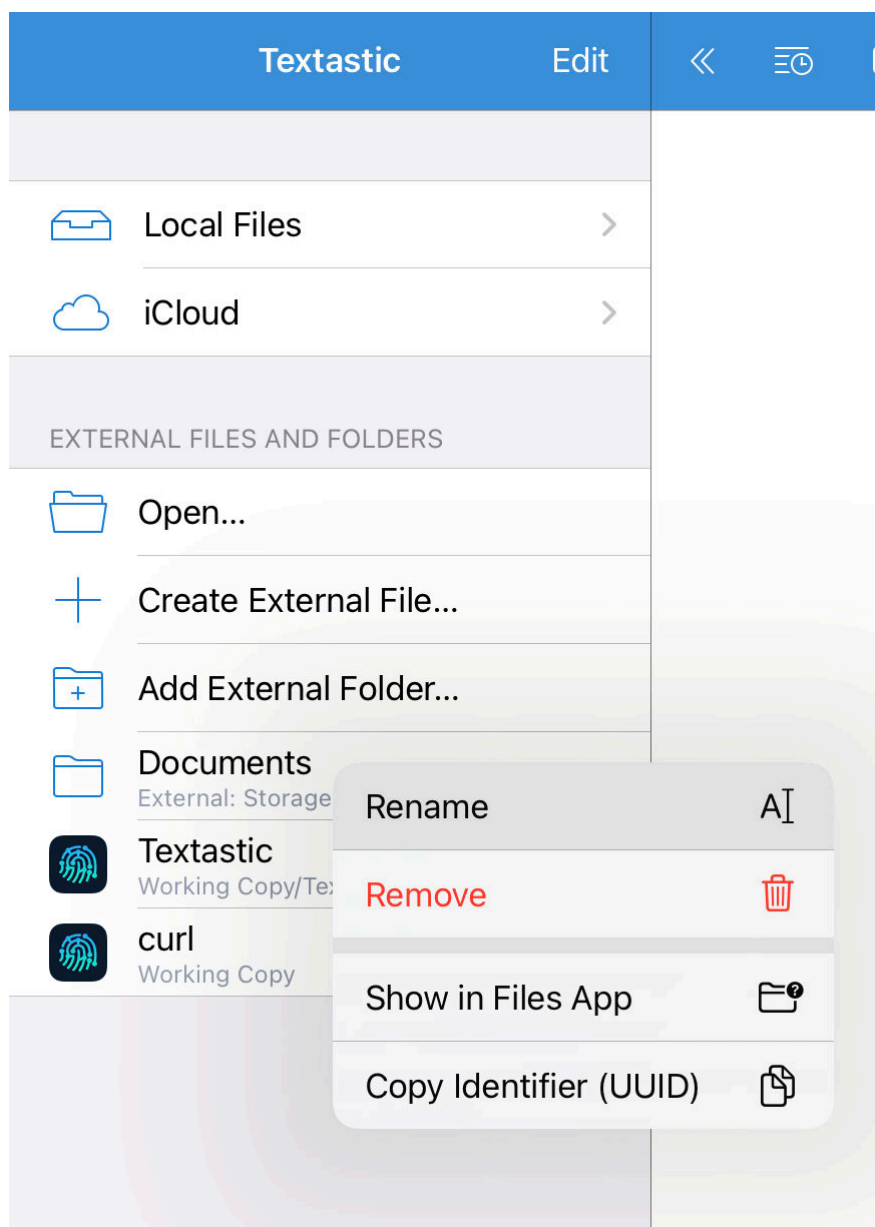 Textastic
Edit
Local Files
iCloud
EXTERNAL FILES AND FOLDERS
Open...
Create External File...
Add External Folder...
Documents
External: Storage
Textastic
Working Copy/Te
curl
Working Copy
Rename
Remove
Show in Files App
Copy Identifier (UUID)